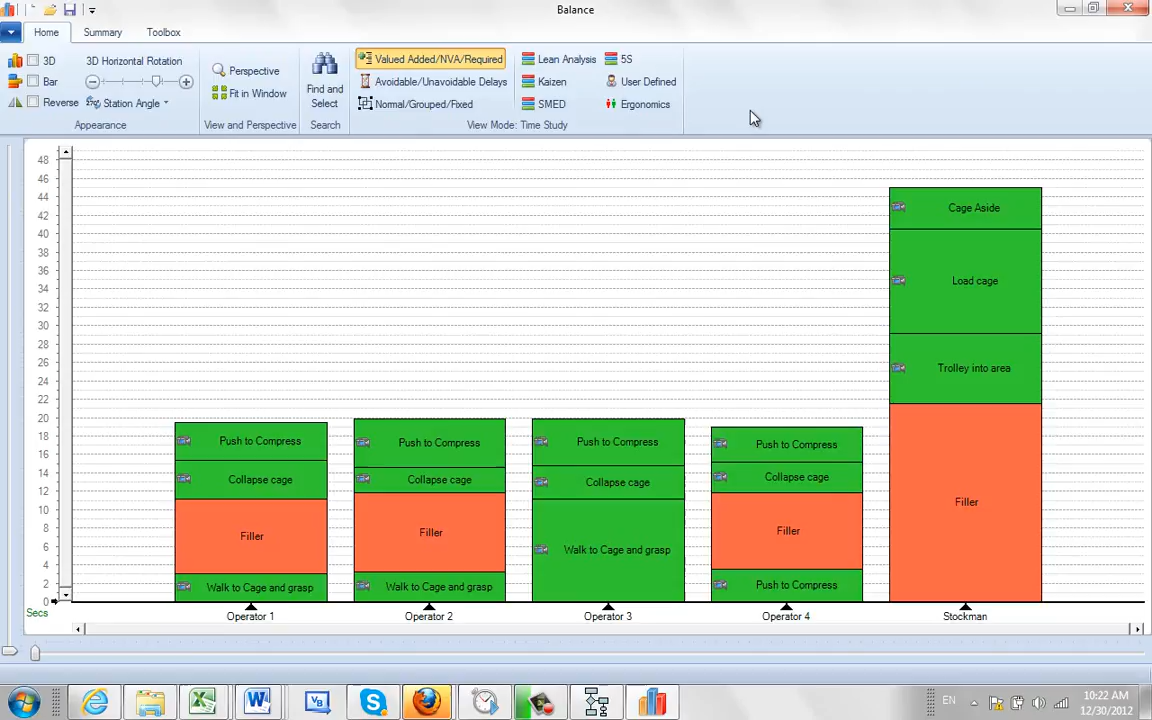 Balance
Home Summary Toolbox
3D 3D Horizontal Rotation
Bar
Reverse Station Angle
Appearance
Perspective
Fit in Window
View and Perspective
Find and
Select
Search
Valued Added/NVA/Required Lean Analysis 5S
Avoidable/Unavoidable Delays Kaizen User Defined
Normal/Grouped/Fixed SMED Ergonomics
View Mode: Time Study
48
46
44
42
40
38
36
34
32
30
28
26
24
22
20
18
16
14
12
10
8
6
4
2
0
Secs
Push to Compress
Collapse cage
Filler
Walk to Cage and grasp
Operator 1
Push to Compress
Collapse cage
Filler
Walk to Cage and grasp
Operator 2
Push to Compress
Collapse cage
Walk to Cage and grasp
Operator 3
Push to Compress
Collapse cage
Filler
Push to Compress
Operator 4
Cage Aside
Load cage
Trolley into area
Filler
Stockman
EN
10:22 AM
12/30/2012